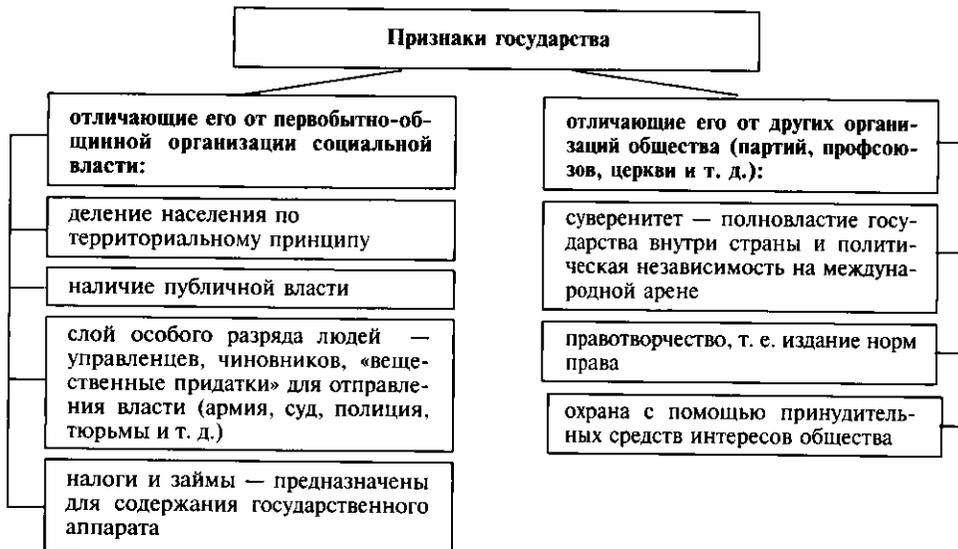 Признаки государства
отличающие его от первобытно-об-
щинной организации социальной
власти:
деление населения по
территориальному принципу
наличие публичной власти
слой особого разряда людей —
управленцев, чиновников, «веще-
ственные придатки» для отправле-
ния власти (армия, суд, полиция,
тюрьмы и т. д.)
налоги и займы — предназначены
для содержания государственного
аппарата
отличающие его от других органи-
заций общества (партий, профсою-
зов, церкви и т. д.):
суверенитет — полновластие госу-
дарства внутри страны и полити-
ческая независимость на междуна-
родной арене
правотворчество, т. е. издание норм
права
охрана с помощью принудитель-
ных средств интересов общества